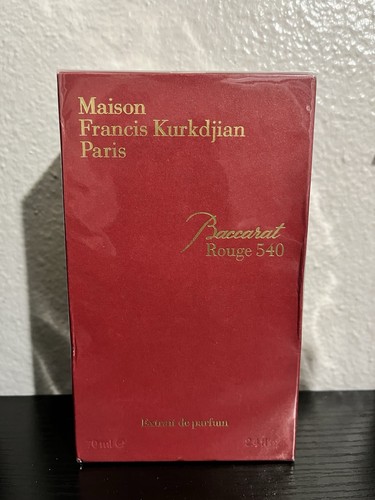 Maison
Francis Kurkdjian
Paris
Baccarat
Rouge 540
Extrait de parfum